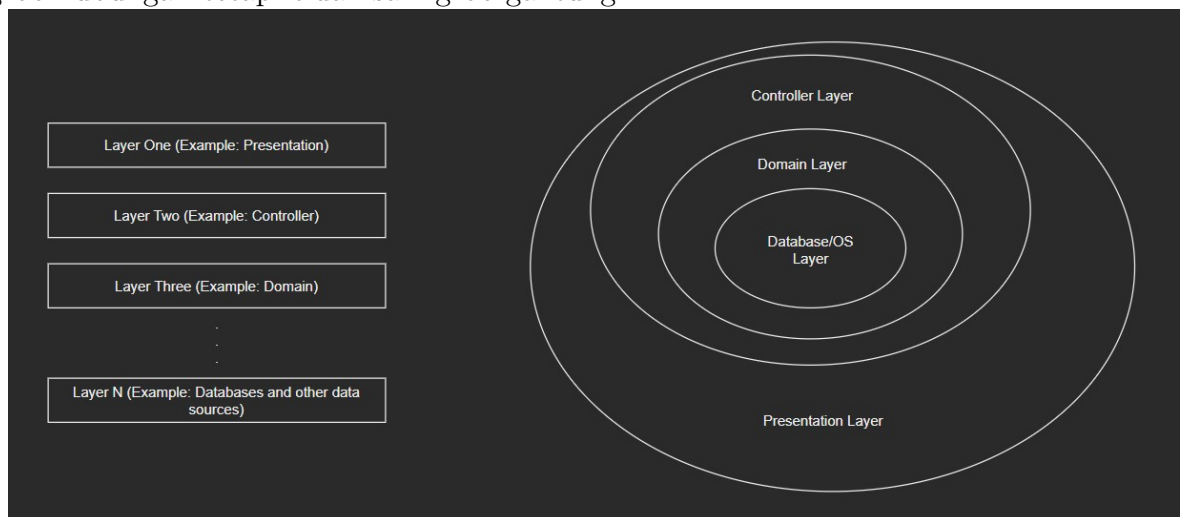 Layer One (Example: Presentation)
Layer Two (Example: Controller)
Layer Three (Example: Domain)
.
.
.
Layer N (Example: Databases and other data
sources)
Controller Layer
Domain Layer
Database/OS
Layer
Presentation Layer